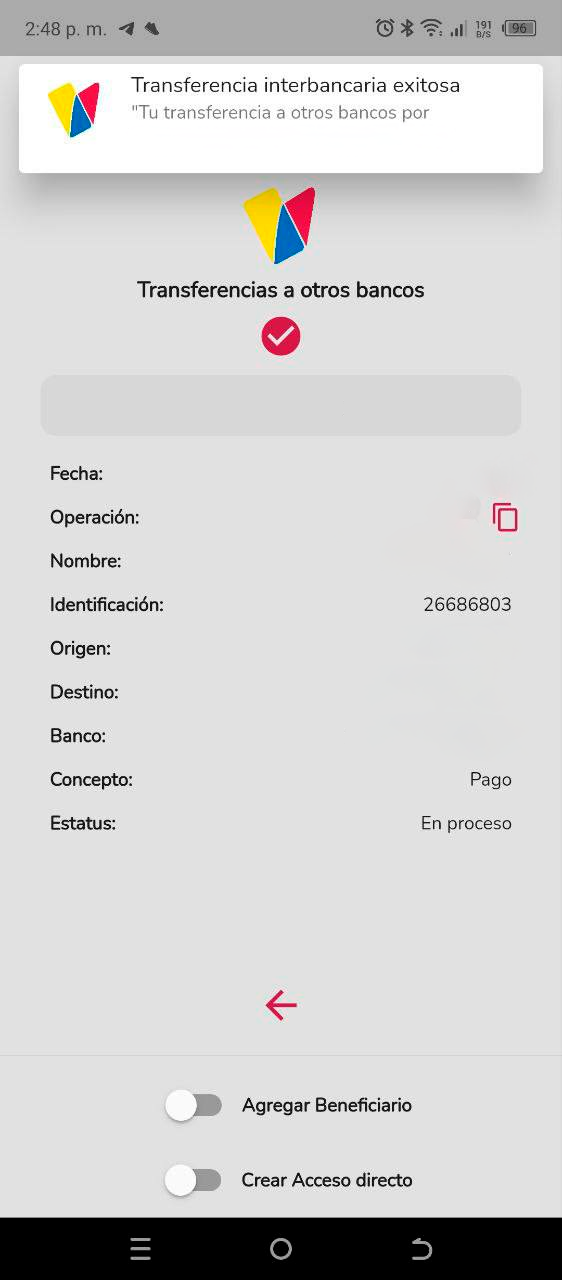 2:48 p. m.
191
B/S
96
Transferencia interbancaria exitosa
"Tu transferencia a otros bancos por
Transferencias a otros bancos
Fecha:
Operación:
Nombre:
Identificación: 26686803
Origen:
Destino:
Banco:
Concepto: Pago
Estatus: En proceso
Agregar Beneficiario
Crear Acceso directo